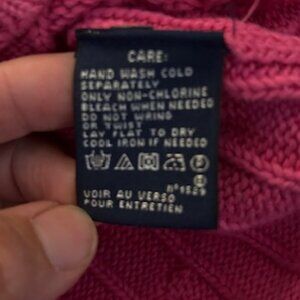 CARE:
HAND WASH COLD
SEPARATELY
ONLY NON-CHLORINE
BLEACH WHEN NEEDED
DO NOT WRING
OR TWIST
LAY FLAT TO DRY
COOL IRON IF NEEDED
VOIR AU VERSO
POUR ENTRETIEN